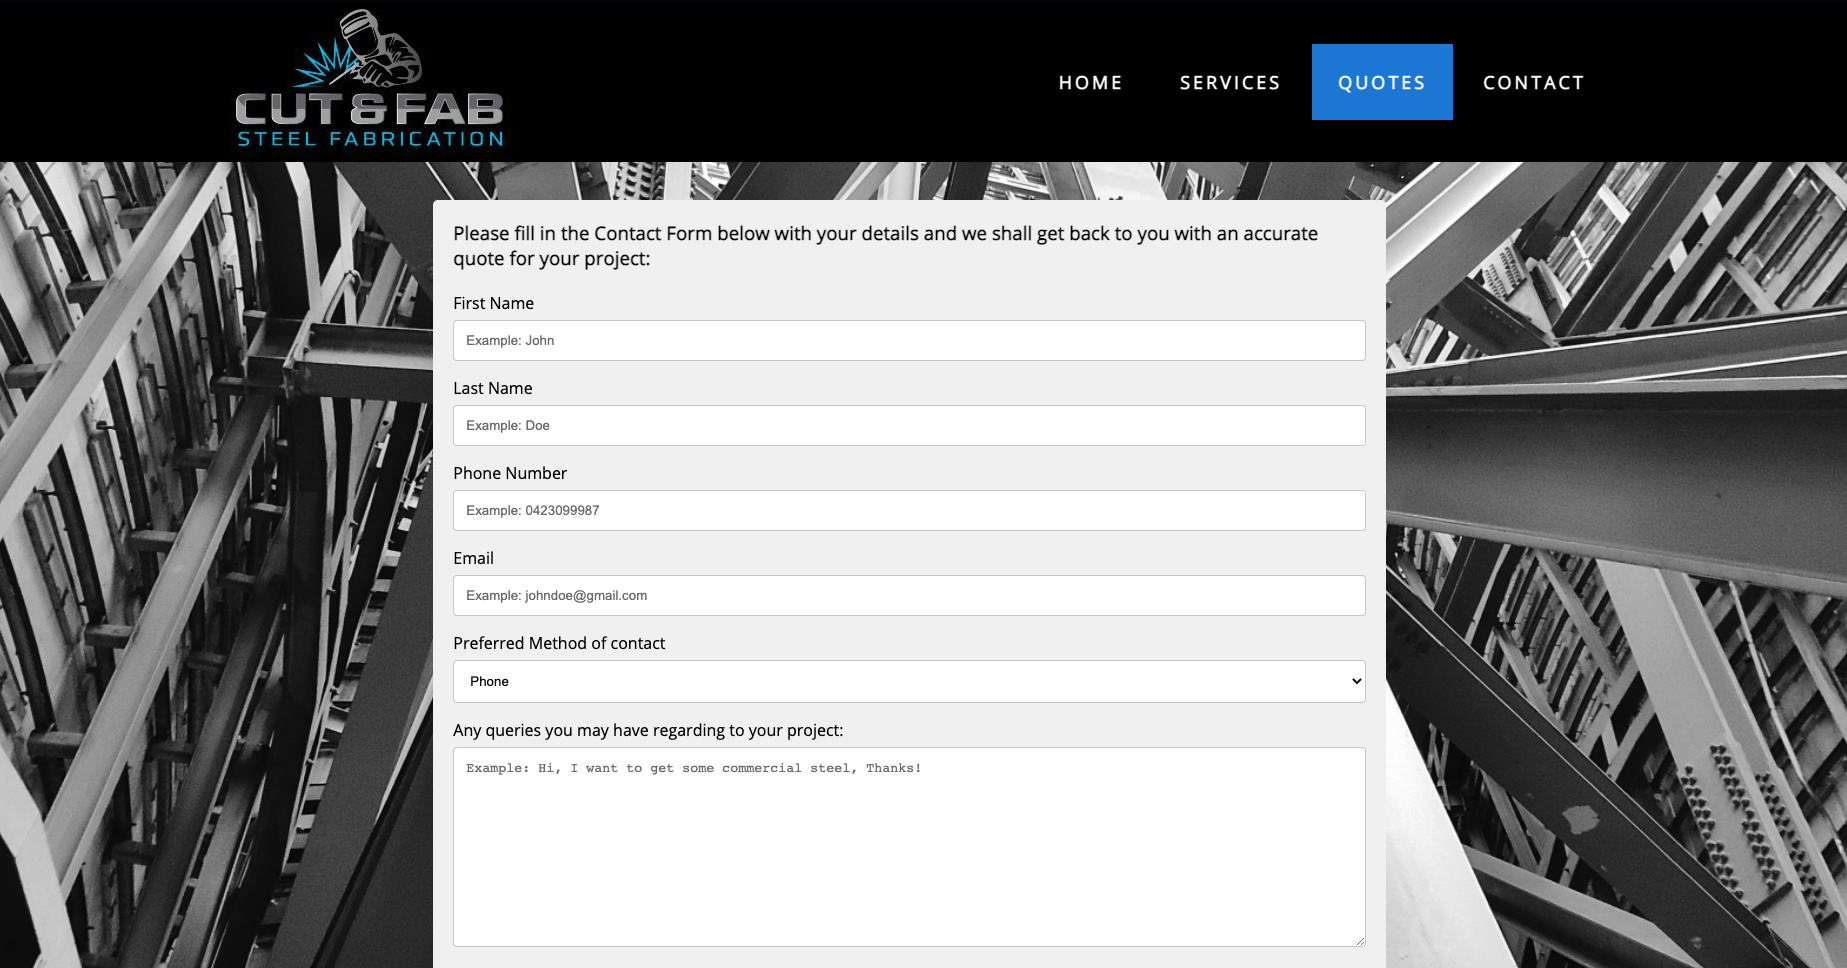 CUT & FAB
STEEL FABRICATION
HOME
SERVICES
QUOTES
CONTACT
Please fill in the Contact Form below with your details and we shall get back to you with an accurate
quote for your project:
First Name
Example: John
Last Name
Example: Doe
Phone Number
Example: 0423099987
Email
Example: johndoe@gmail.com
Preferred Method of contact
Phone
Any queries you may have regarding to your project:
Example: Hi, I want to get some commercial steel, Thanks!